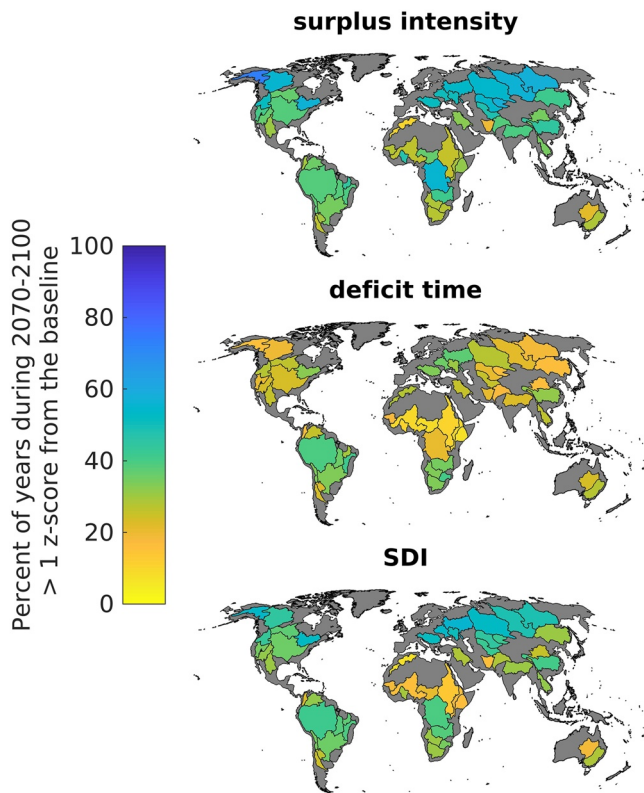 surplus intensity
deficit time
SDI
Percent of years during 2070-2100
> 1 z-score from the baseline
100
80
60
40
20
0